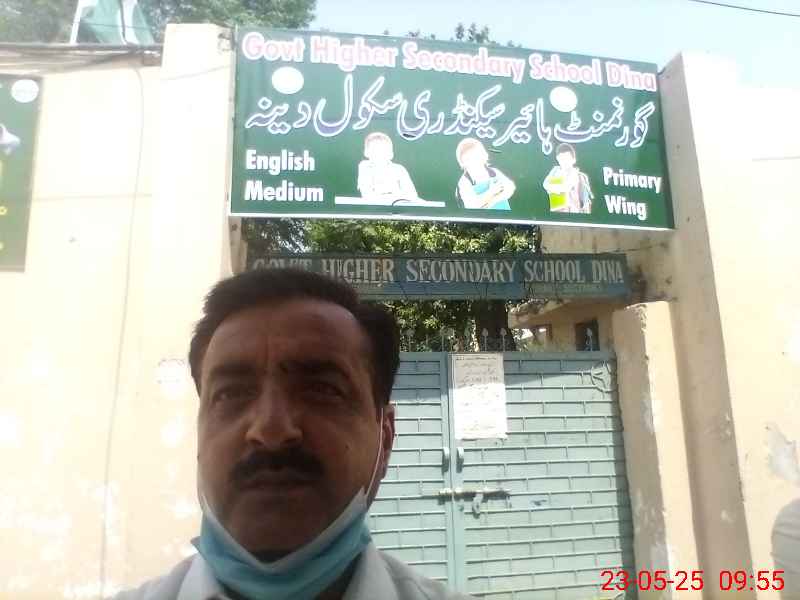 Govt Higher Secondary School Dina
گورنمنٹ ہائیر سیکنڈری سکول دینہ
English
Medium
Primary
Wing
GOVT HIGHER SECONDARY SCHOOL DINA
23-05-25 09:55